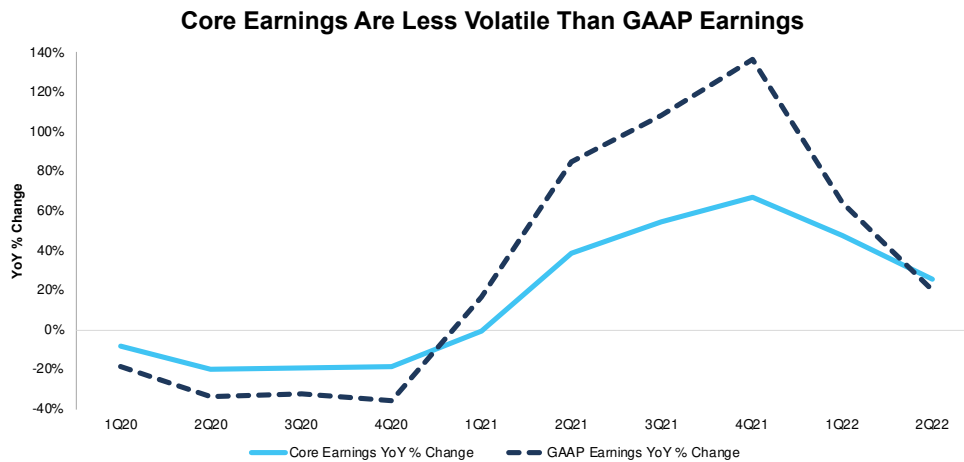 Core Earnings Are Less Volatile Than GAAP Earnings
140%
120%
100%
80%
60%
40%
20%
0%
-20%
-40%
YoY % Change
1Q20 2Q20 3Q20 4Q20 1Q21 2Q21 3Q21 4Q21 1Q22 2Q22
Core Earnings YoY % Change GAAP Earnings YoY % Change